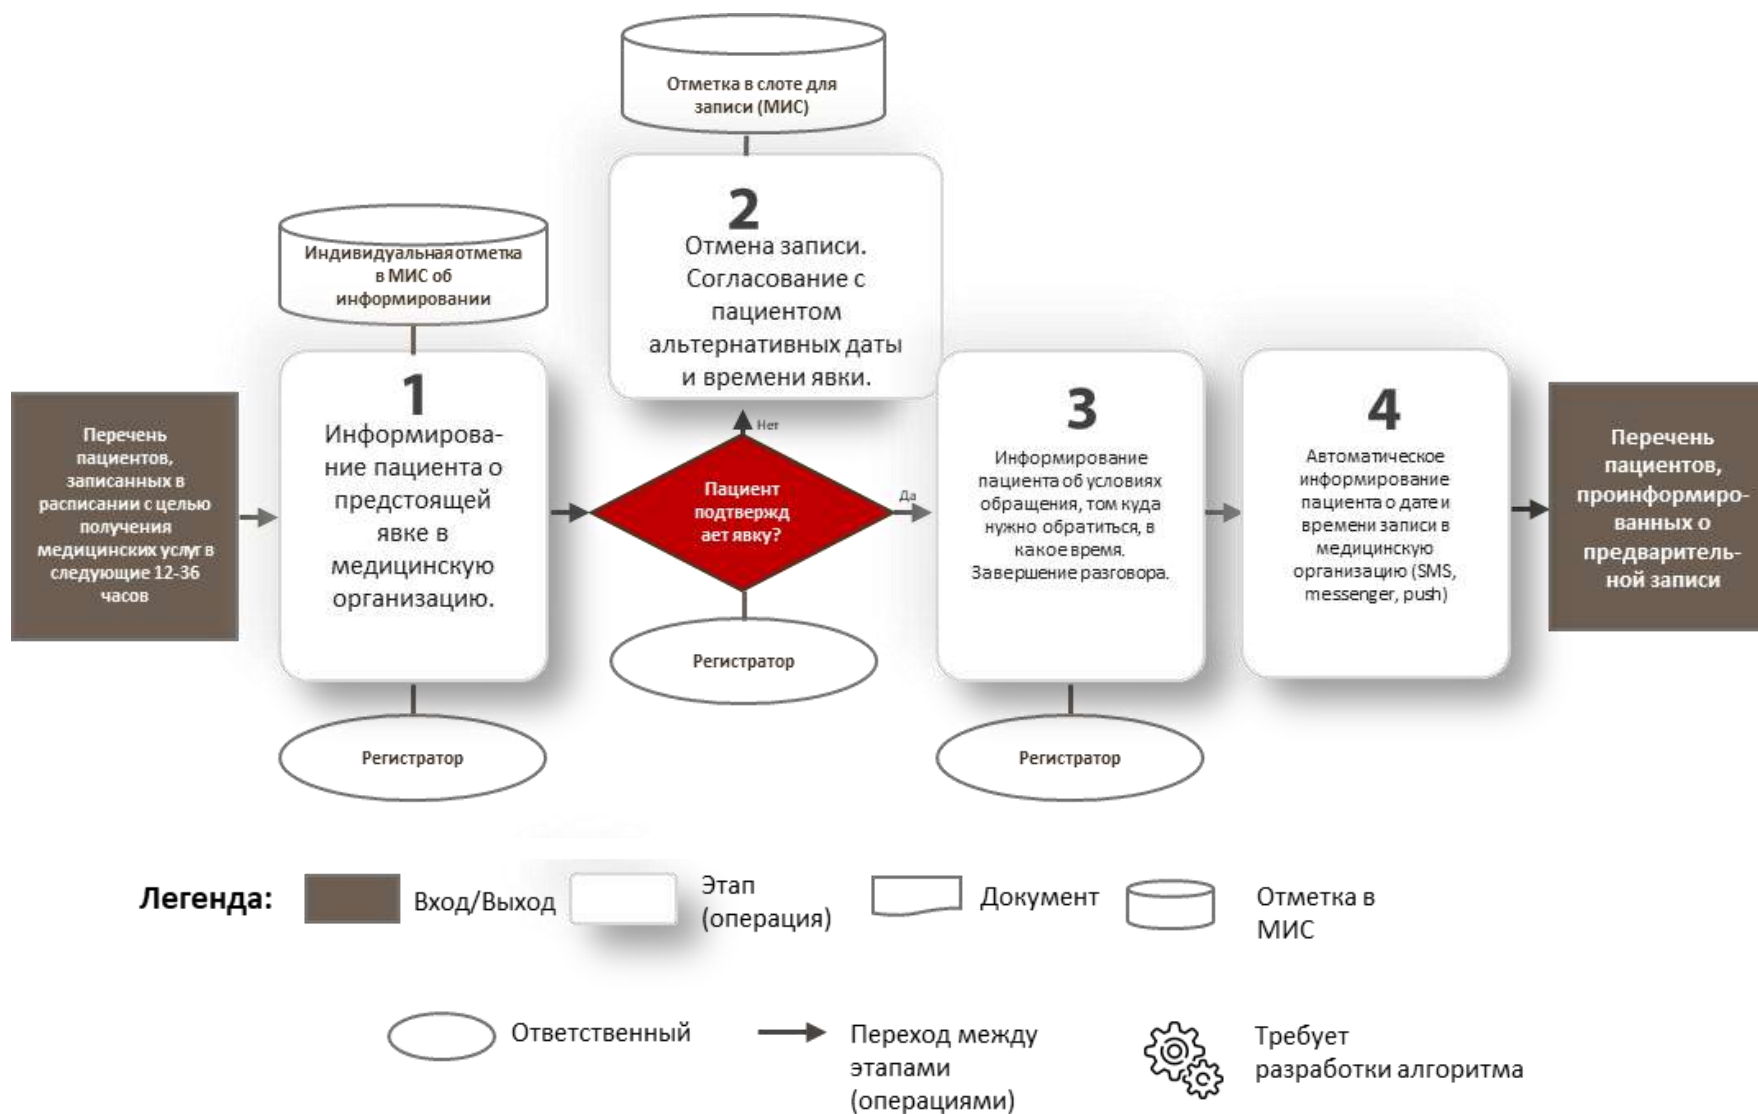 Отметка в слоте для
записи (МИС)
2
Отмена записи.
Согласование с
пациентом
альтернативных даты
и времени явки.
Индивидуальная отметка
в МИС об
информировании
1
Информирова-
ние пациента о
предстоящей
явке в
медицинскую
организацию.
Перечень
пациентов,
записанных в
расписании с целью
получения
медицинских услуг в
следующие 12-36
часов
Нет
Пациент
подтвержд
ает явку?
Да
3
Информирование
пациента об условиях
обращения, том куда
нужно обратиться, в
какое время.
Завершение разговора.
4
Автоматическое
информирование
пациента о дате и
времени записи в
медицинскую
организацию (SMS,
messenger, push)
Перечень
пациентов,
проинформиро-
ванных о
предваритель-
ной записи
Регистратор
Регистратор
Регистратор
Легенда:
Вход/Выход
Этап
(операция)
Документ
Отметка в
МИС
Ответственный
Переход между
этапами
(операциями)
Требует
разработки алгоритма